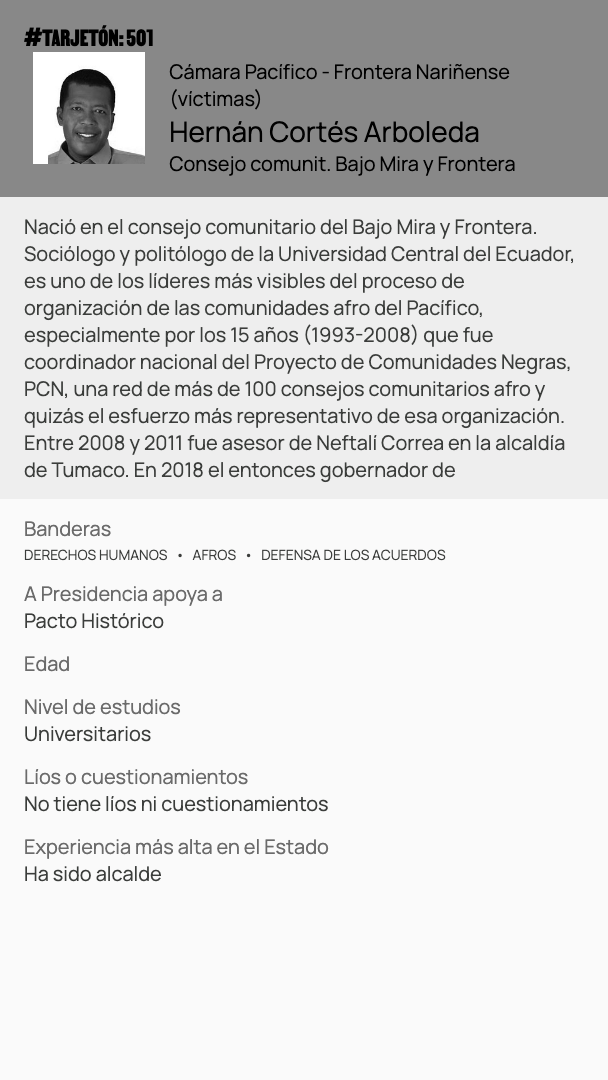 #TARJETÓN: 501
Cámara Pacífico - Frontera Nariñense
(víctimas)
Hernán Cortés Arboleda
Consejo comunit. Bajo Mira y Frontera
Nació en el consejo comunitario del Bajo Mira y Frontera.
Sociólogo y politólogo de la Universidad Central del Ecuador,
es uno de los líderes más visibles del proceso de
organización de las comunidades afro del Pacífico,
especialmente por los 15 años (1993-2008) que fue
coordinador nacional del Proyecto de Comunidades Negras,
PCN, una red de más de 100 consejos comunitarios afro y
quizás el esfuerzo más representativo de esa organización.
Entre 2008 y 2011 fue asesor de Neftalí Correa en la alcaldía
de Tumaco. En 2018 el entonces gobernador de
Banderas
DERECHOS HUMANOS • AFROS • DEFENSA DE LOS ACUERDOS
A Presidencia apoya a
Pacto Histórico
Edad
Nivel de estudios
Universitarios
Líos o cuestionamientos
No tiene líos ni cuestionamientos
Experiencia más alta en el Estado
Ha sido alcalde